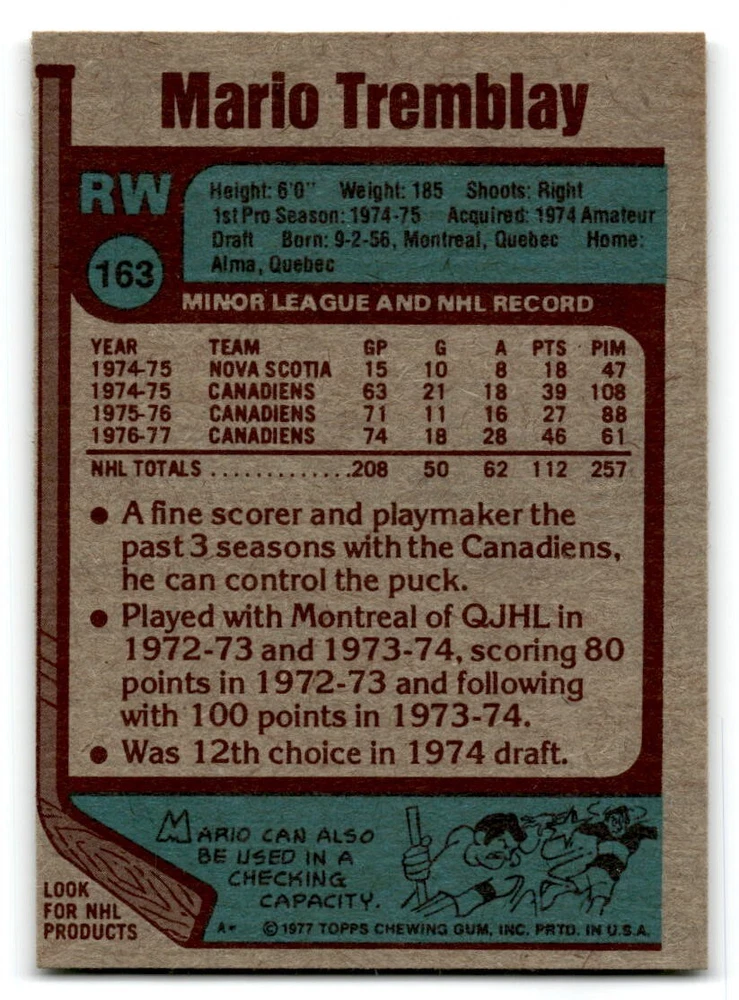 Mario Tremblay
RW
163
Height: 6'0" Weight: 185 Shoots: Right
1st Pro Season: 1974-75 Acquired: 1974 Amateur
Draft Born: 9-2-56, Montreal, Quebec Home:
Alma, Quebec
MINOR LEAGUE AND NHL RECORD
YEAR TEAM GP G A PTS PIM
1974-75 NOVA SCOTIA 15 10 8 18 47
1974-75 CANADIENS 63 21 18 39 108
1975-76 CANADIENS 71 11 16 27 88
1976-77 CANADIENS 74 18 28 46 61
NHL TOTALS .............208 50 62 112 257
• A fine scorer and playmaker the
past 3 seasons with the Canadiens,
he can control the puck.
• Played with Montreal of QJHL in
1972-73 and 1973-74, scoring 80
points in 1972-73 and following
with 100 points in 1973-74.
• Was 12th choice in 1974 draft.
MARIO CAN ALSO
BE USED IN A
CHECKING
CAPACITY.
LOOK
FOR NHL
PRODUCTS
A* ©1977 TOPPS CHEWING GUM, INC. PRTD. IN U.S.A.